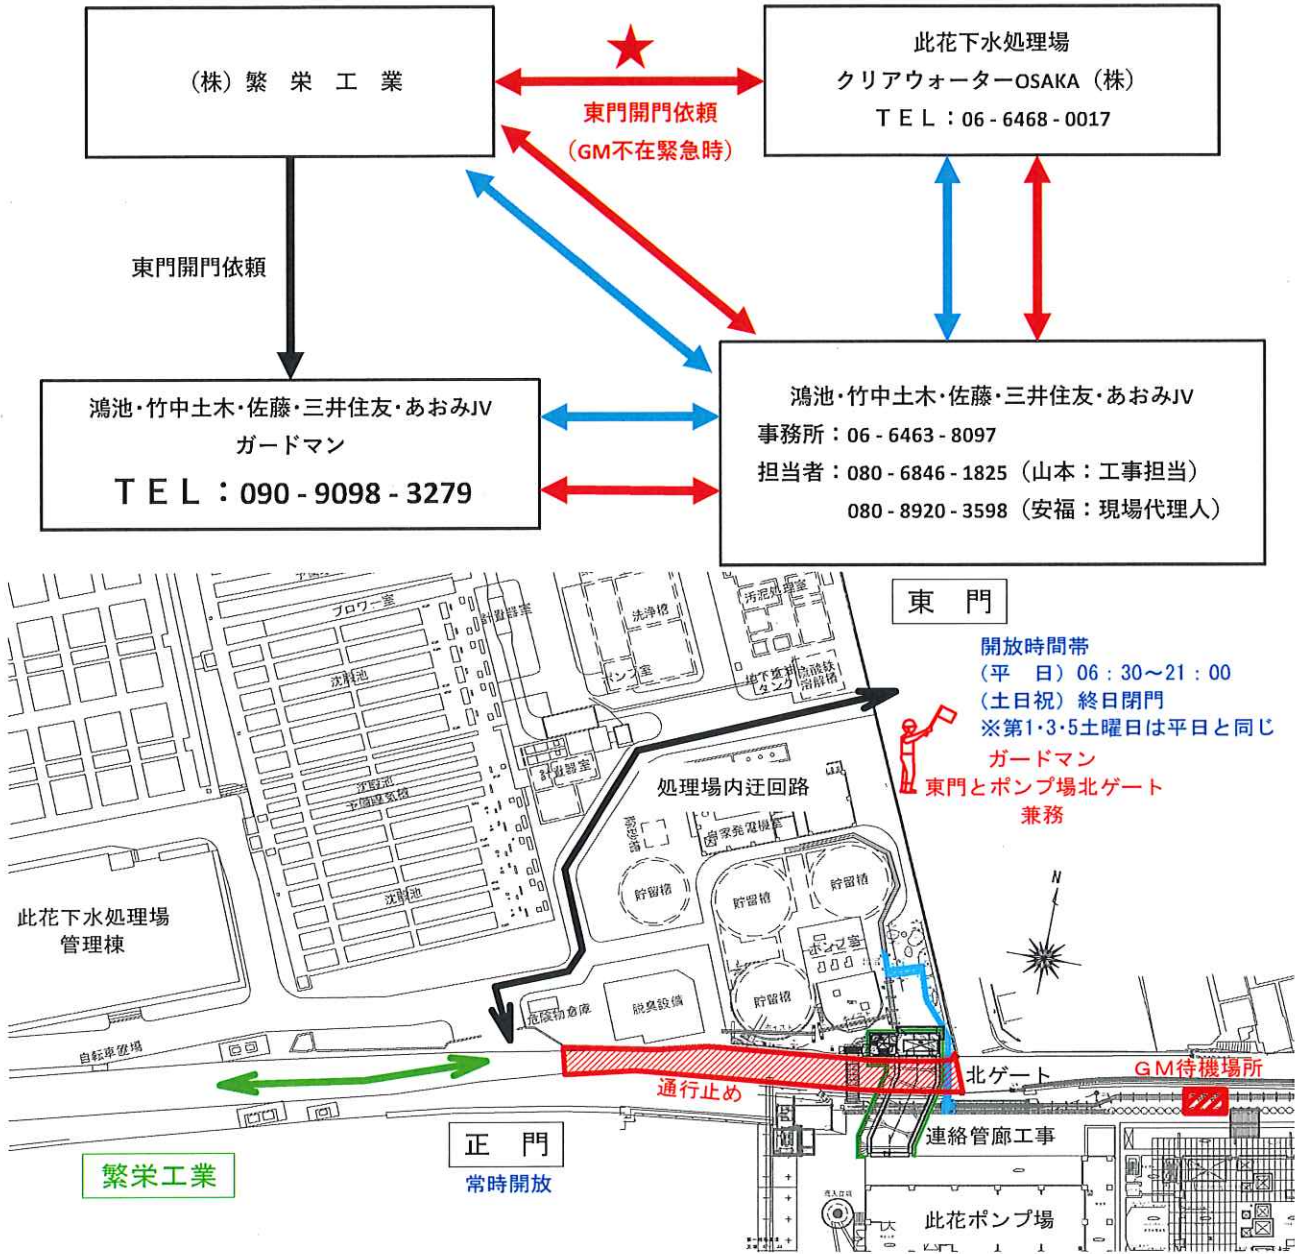 (株) 繁 栄 工 業
此花下水処理場
クリアウォーターOSAKA (株)
TEL:06-6468-0017
東門開門依頼
(GM不在緊急時)
東門開門依頼
鴻池・竹中土木・佐藤・三井住友・あおみJV
ガードマン
TEL:090-9098-3279
鴻池・竹中土木・佐藤・三井住友・あおみJV
事務所:06-6463-8097
担当者:080-6846-1825 (山本:工事担当)
080-8920-3598 (安福:現場代理人)
東 門
開放時間帯
(平 日) 06:30~21:00
(土日祝) 終日閉門
※第1・3・5土曜日は平日と同じ
ガードマン
東門とポンプ場北ゲート
兼務
ブロワー室
計量器室
洗浄槽
汚泥処理室
沈殿池
ポンプ室
タンク
溶解槽
計量器室
処理場内迂回路
沈殿池
自家発電機室
沈殿池
貯留槽
貯留槽
貯留槽
ポンプ室
貯留槽
此花下水処理場
管理棟
危険物倉庫
脱臭設備
自転車置場
N
通行止め
北ゲート
GM待機場所
連絡管廊工事
正 門
常時開放
繁栄工業
此花ポンプ場